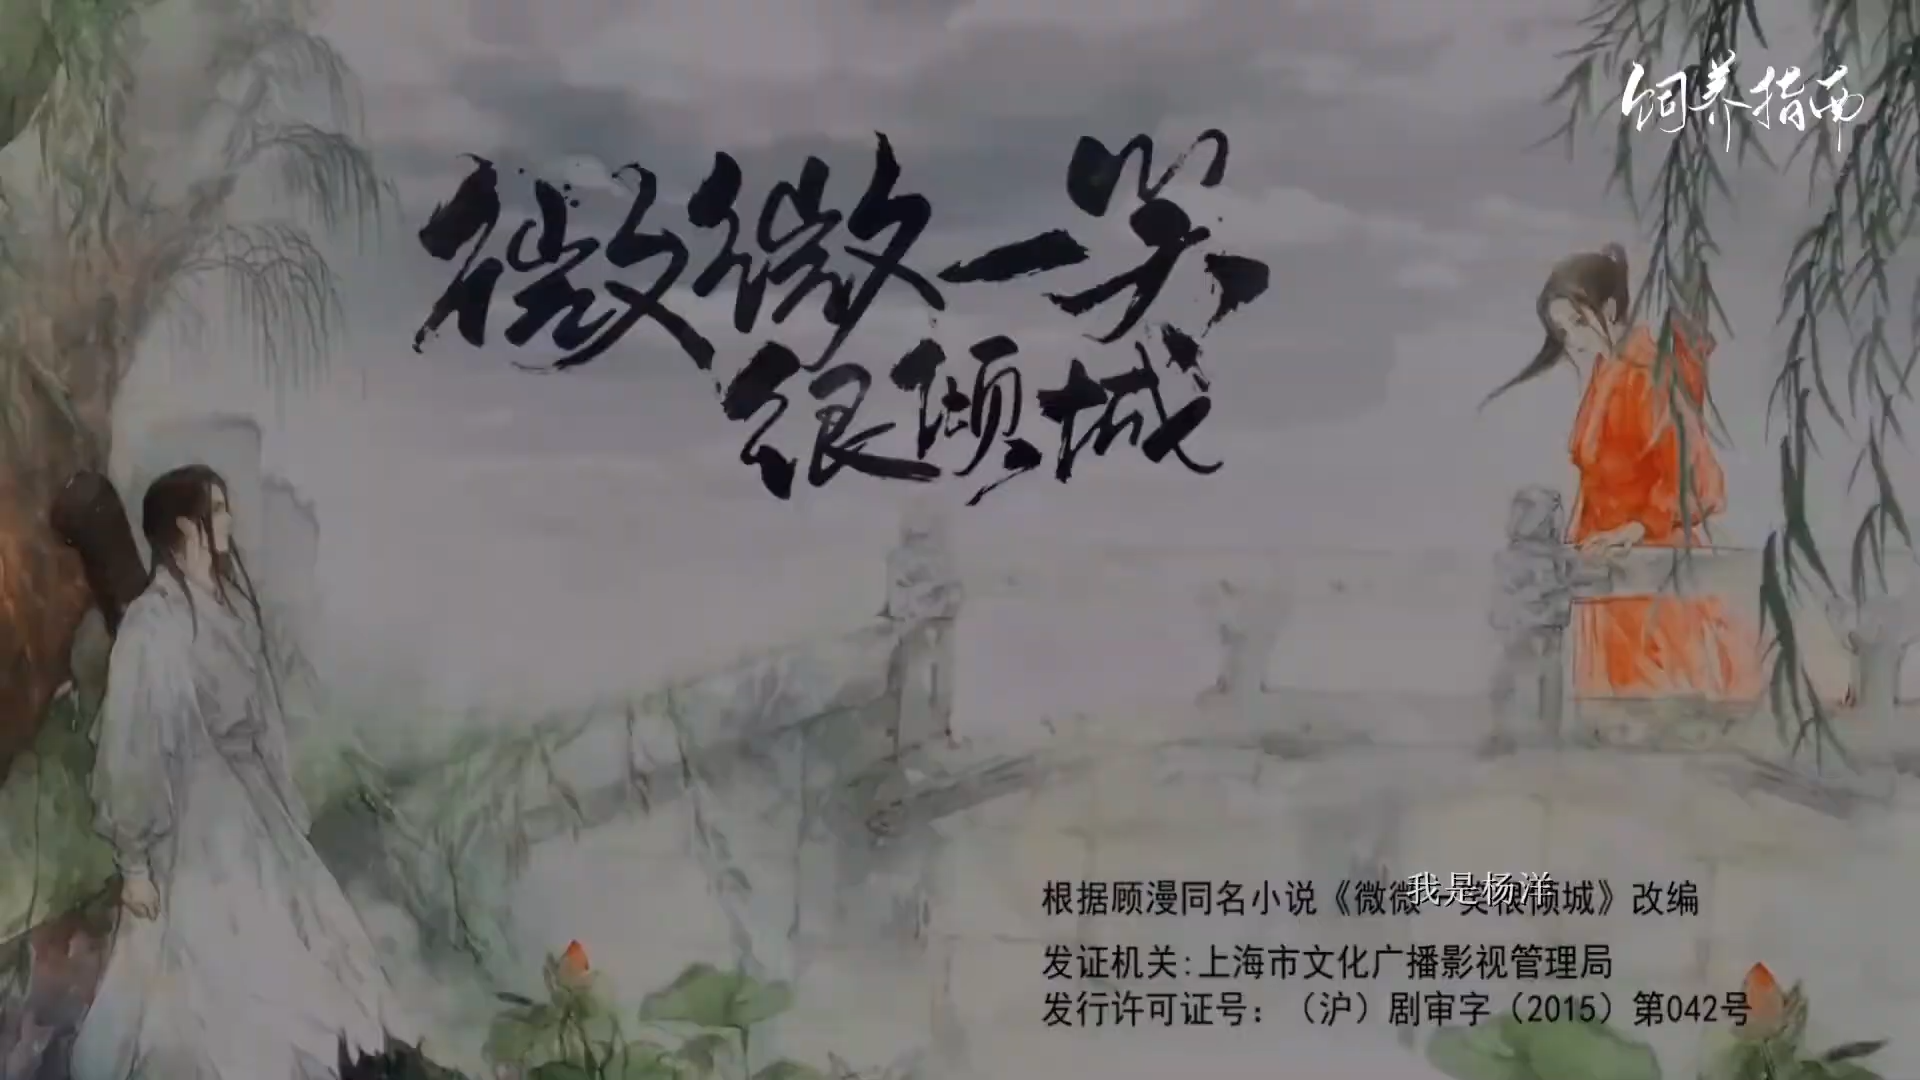 饲养指南
微微一笑
很倾城
我是杨洋
根据顾漫同名小说《微微一笑很倾城》改编
发证机关:上海市文化广播影视管理局
发行许可证号：（沪）剧审字（2015）第042号